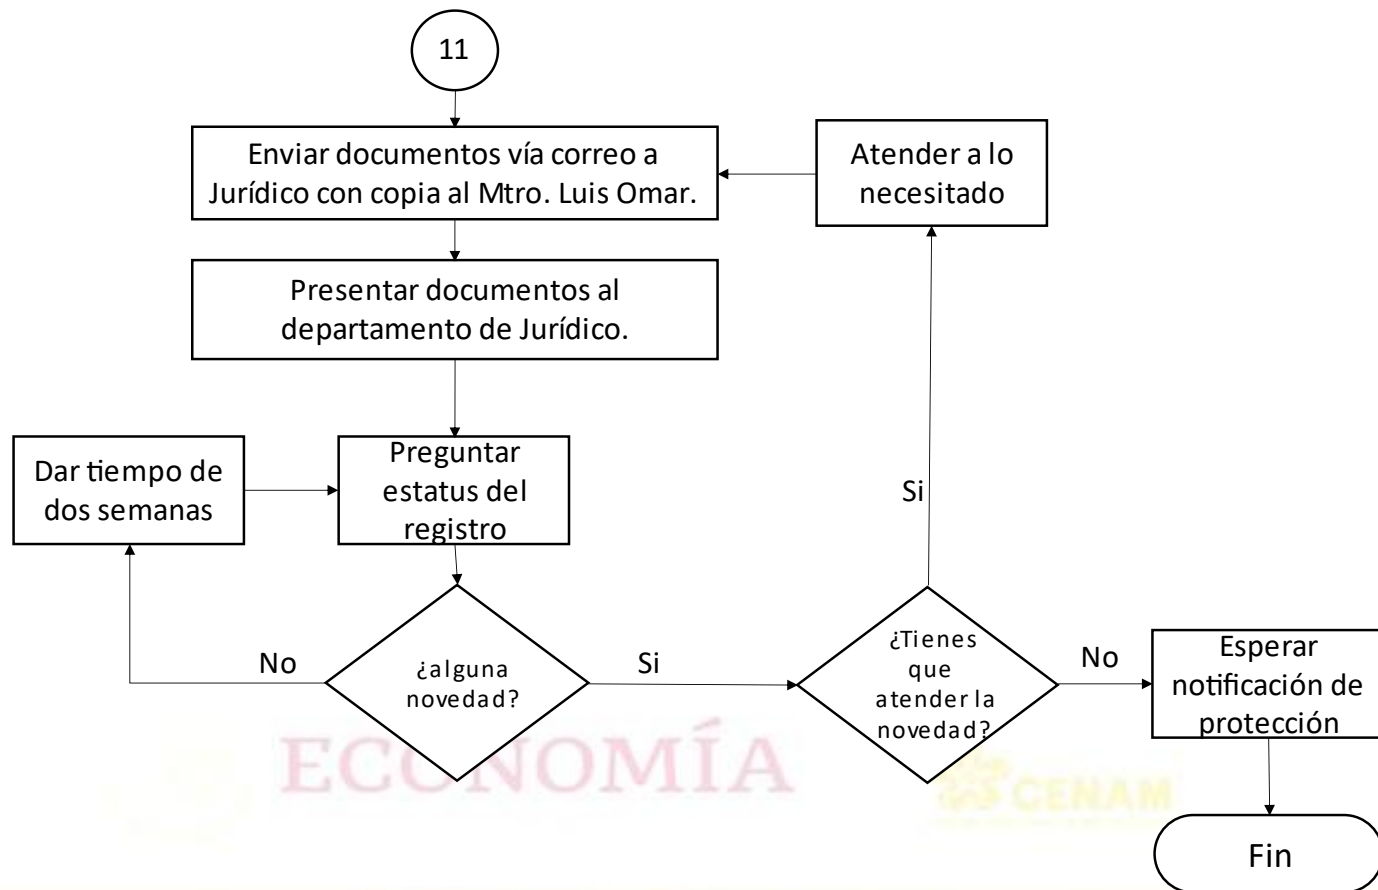 11
Enviar documentos vía correo a
Jurídico con copia al Mtro. Luis Omar.
Atender a lo
necesitado
Presentar documentos al
departamento de Jurídico.
Dar tiempo de
dos semanas
Preguntar
estatus del
registro
Si
No
¿alguna
novedad?
Si
¿Tienes
que
atender la
novedad?
No
Esperar
notificación de
protección
ECONOMÍA
CENAM
Fin